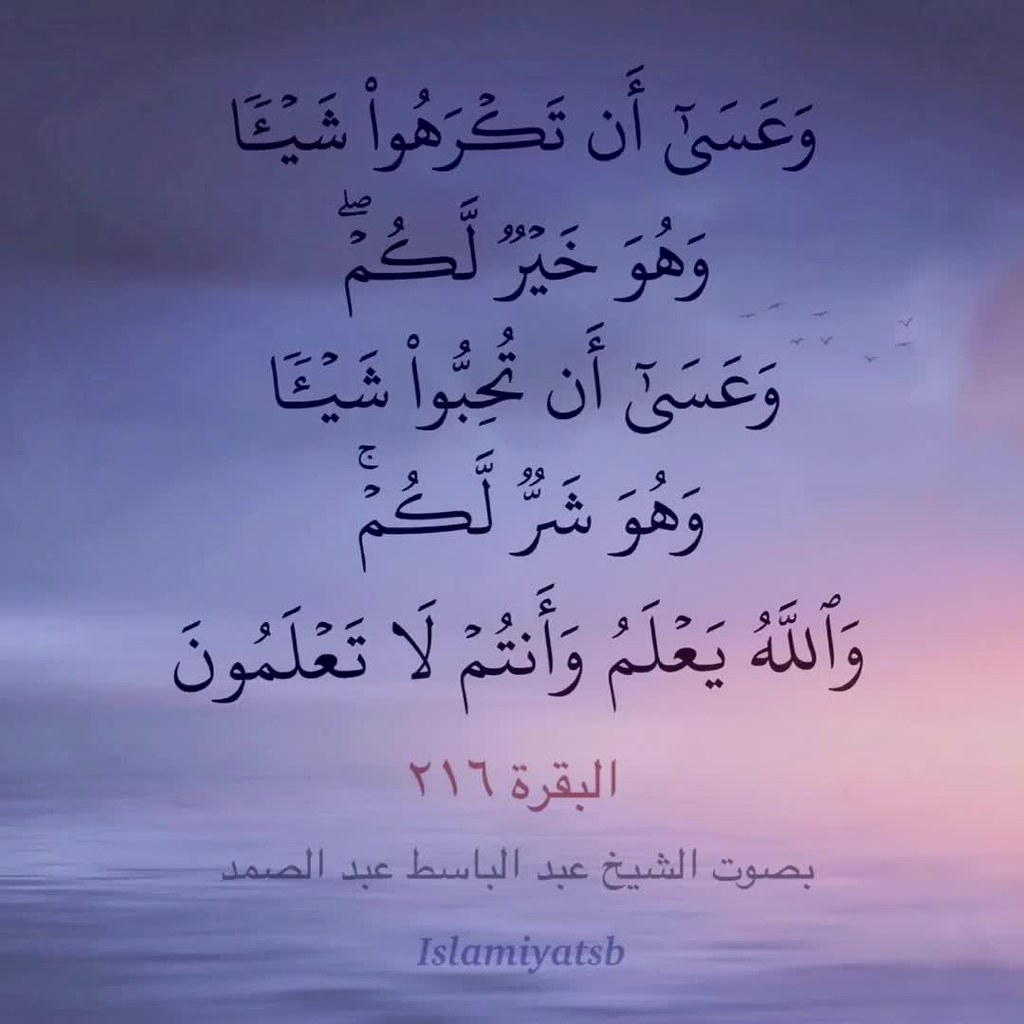 وَعَسَىٰٓ أَن تَكۡرَهُواْ شَيۡـَٔٗا
وَهُوَ خَيۡرٞ لَّكُمۡۖ
وَعَسَىٰٓ أَن تُحِبُّواْ شَيۡـَٔٗا
وَهُوَ شَرّٞ لَّكُمۡۚ
وَٱللَّهُ يَعۡلَمُ وَأَنتُمۡ لَا تَعۡلَمُونَ
البقرة ٢١٦
بصوت الشيخ عبد الباسط عبد الصمد
Islamiyatsb